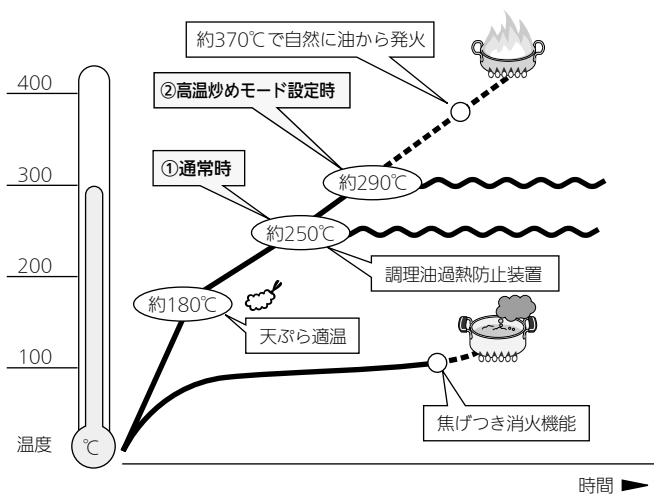 約370℃で自然に油から発火
400
②高温炒めモード設定時
①通常時
300
約290℃
約250℃
200
調理油過熱防止装置
約180℃
天ぷら適温
100
焦げつき消火機能
温度
℃
時間